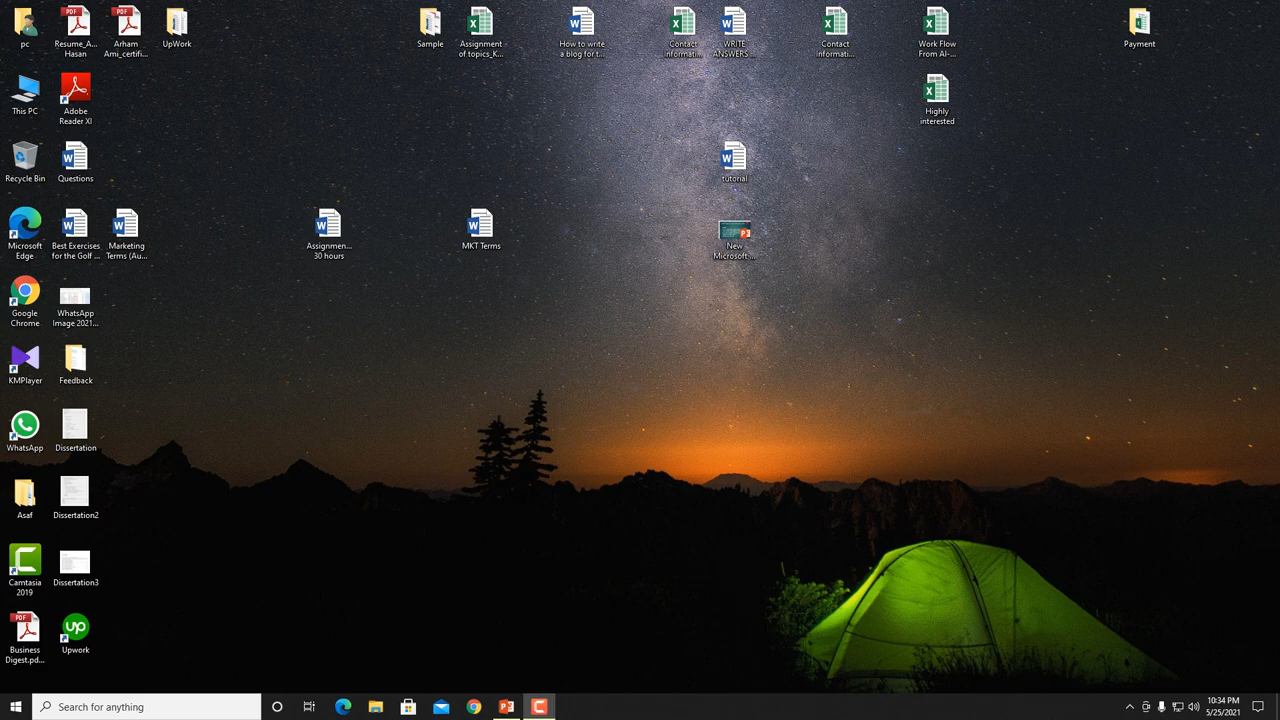 pc
Resume_A...
Hasan
Arham
Ami_certifi...
UpWork
Sample
Assignment
of topics_K...
How to write
a blog for t...
Contact
informati...
WRITE
ANSWERS ...
Contact
informati...
Work Flow
From AI-...
Payment
This PC
Adobe
Reader XI
Highly
interested
Recycle Bin
Questions
tutorial
Microsoft
Edge
Best Exercises
for the Golf ...
Marketing
Terms (Au...
Assignmen...
30 hours
MKT Terms
New
Microsoft ...
Google
Chrome
WhatsApp
Image 2021...
KMPlayer
Feedback
WhatsApp
Dissertation
Asaf
Dissertation2
Camtasia
2019
Dissertation3
Business
Digest.pd...
Upwork
Search for anything
10:34 PM
5/25/2021